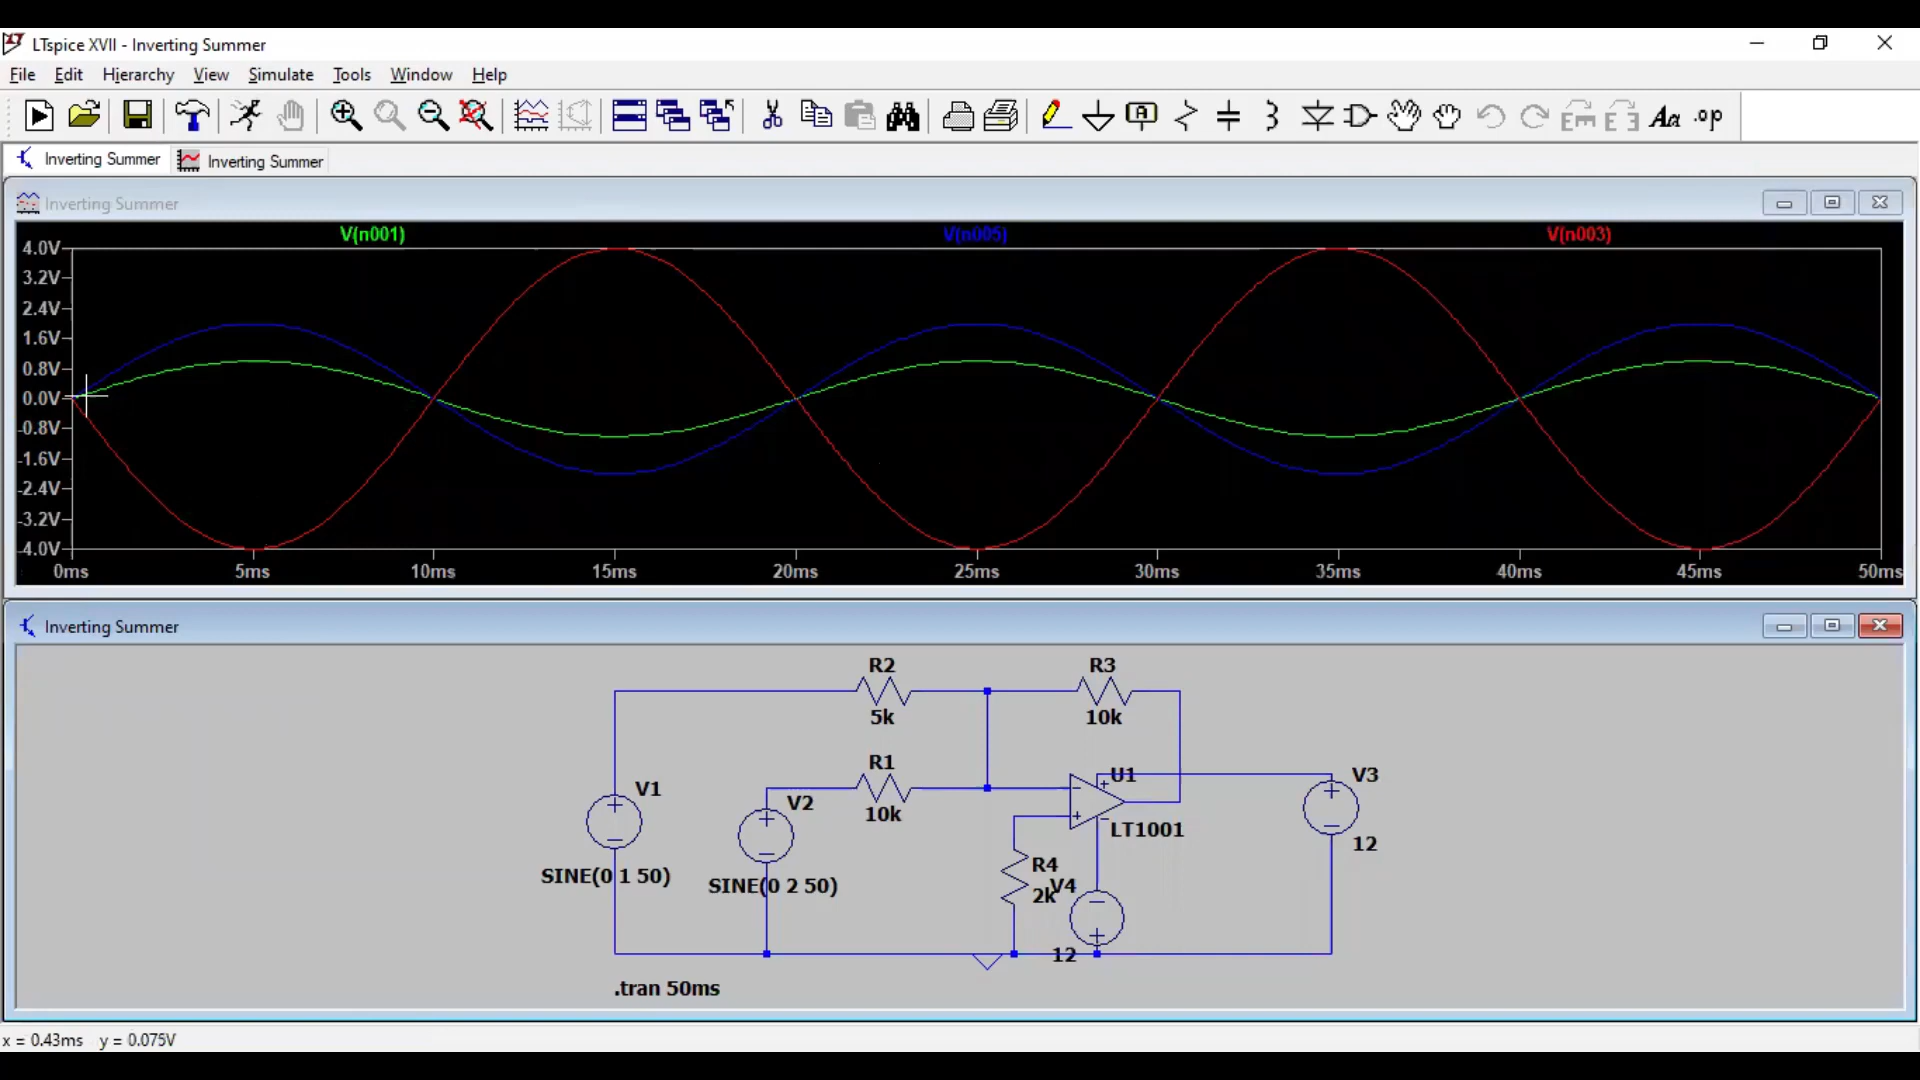 LTspice XVII - Inverting Summer
File Edit Hierarchy View Simulate Tools Window Help
A Aa .op
Inverting Summer Inverting Summer
Inverting Summer
V(n001) V(n005) V(n003)
4.0V
3.2V
2.4V
1.6V
0.8V
0.0V
-0.8V
-1.6V
-2.4V
-3.2V
-4.0V
0ms 5ms 10ms 15ms 20ms 25ms 30ms 35ms 40ms 45ms 50ms
Inverting Summer
R2 R3
5k 10k
R1
V1 V2 U1 V3
10k
LT1001
12
SINE(0 1 50) SINE(0 2 50)
R4
2k V4
12
.tran 50ms
x = 0.43ms y = 0.075V